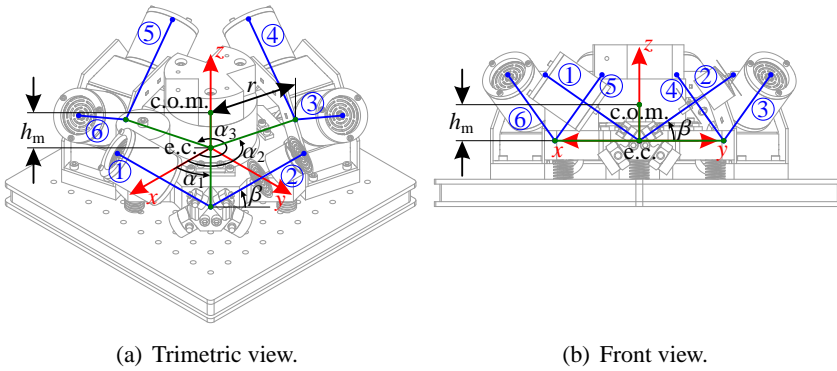 ⑤ ④ z
r
c.o.m. ③
h_m ⑥ α_3
e.c. α_2
① α_1 ②
x β y
z
① ⑤ ④ ②
⑥ c.o.m. ③
h_m β
x e.c. y
(a) Trimetric view. (b) Front view.